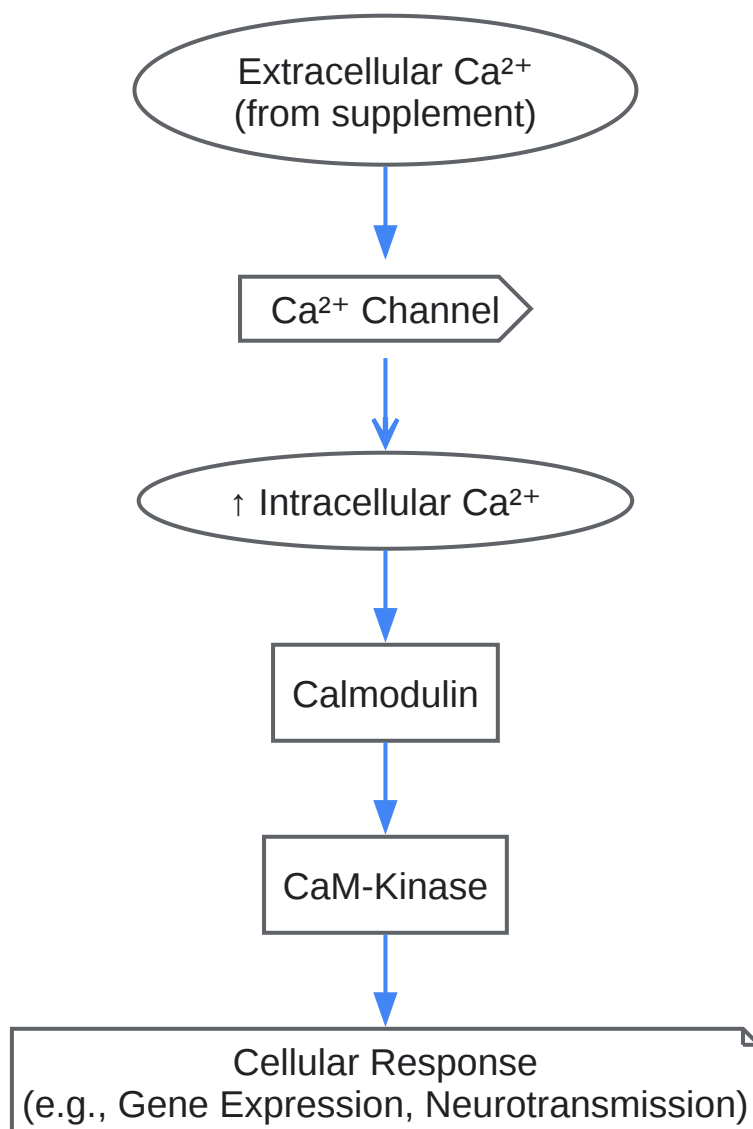 Extracellular Ca²⁺
(from supplement)
Ca²⁺ Channel
↑ Intracellular Ca²⁺
Calmodulin
CaM-Kinase
Cellular Response
(e.g., Gene Expression, Neurotransmission)